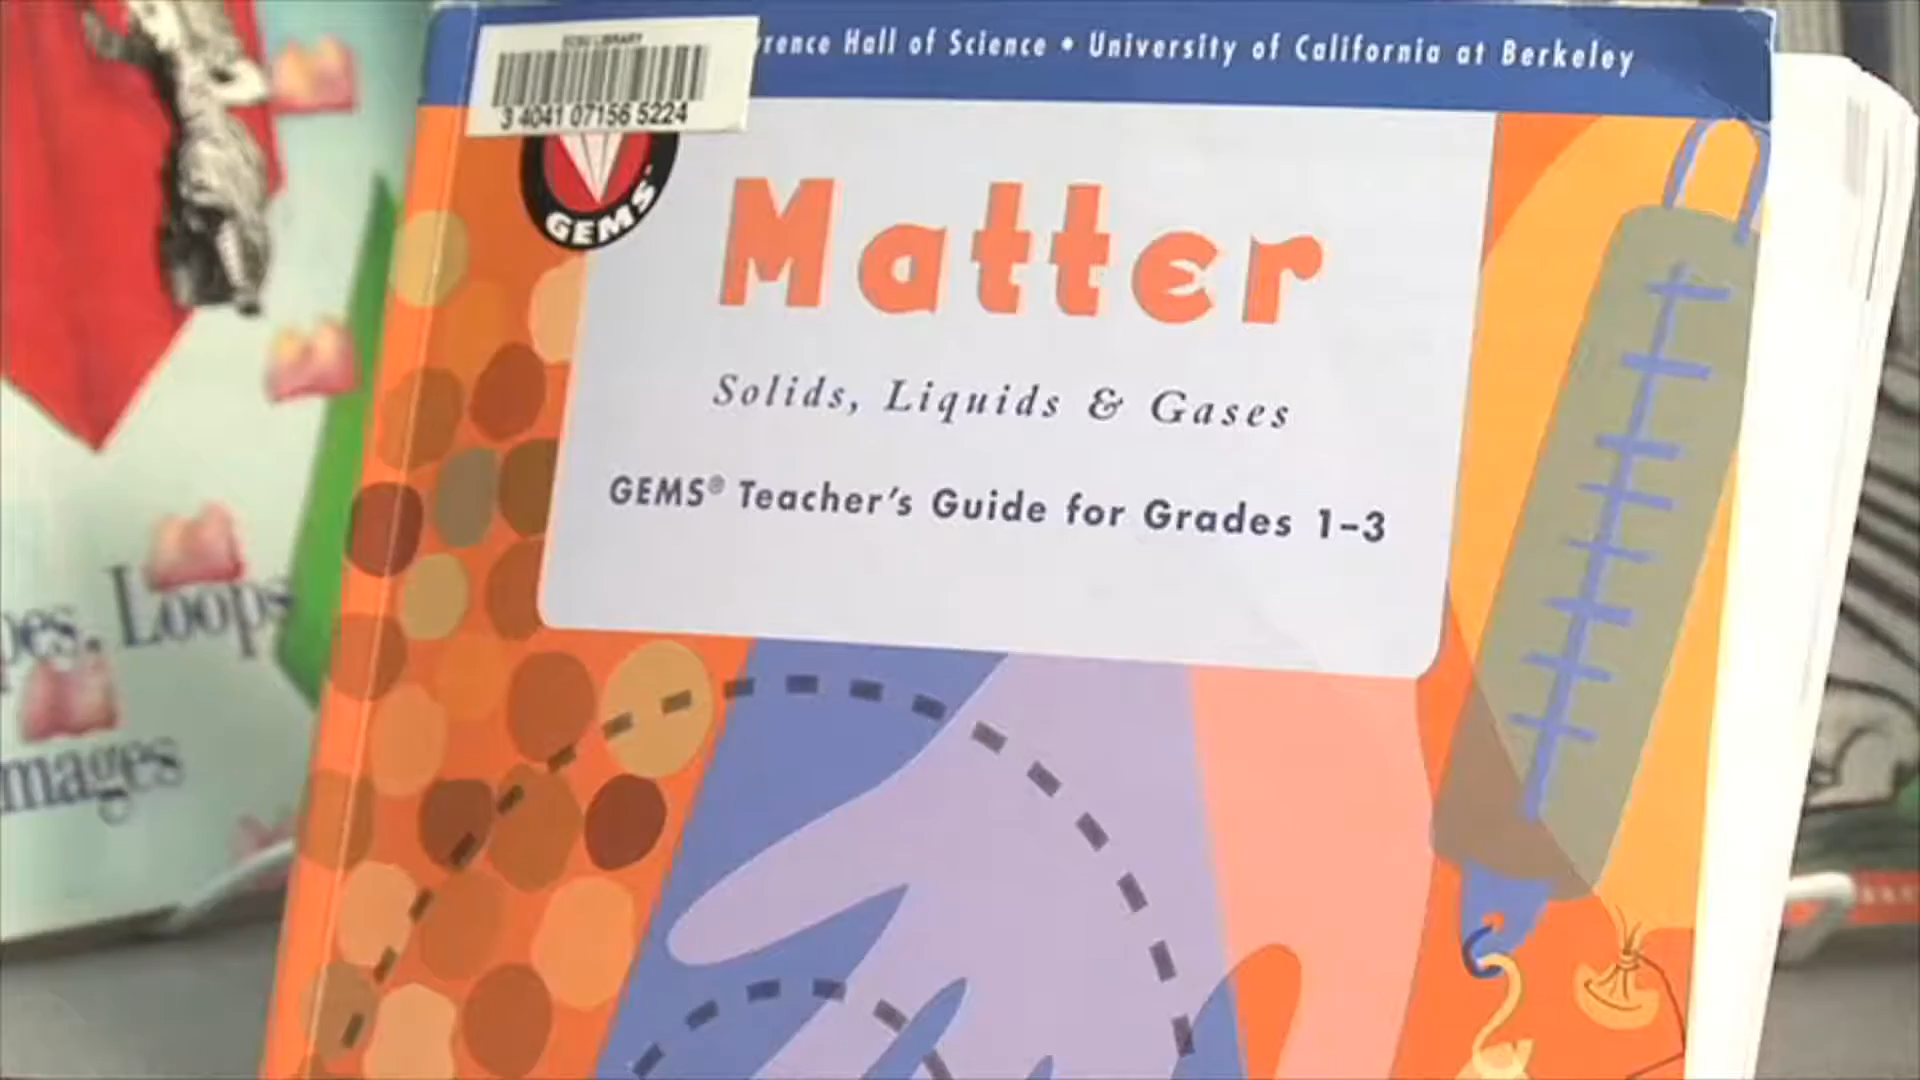 rence Hall of Science • University of California at Berkeley
3 4041 07156 5224
GEMS
Matter
Solids, Liquids & Gases
GEMS® Teacher's Guide for Grades 1–3
pes, Loops
mages